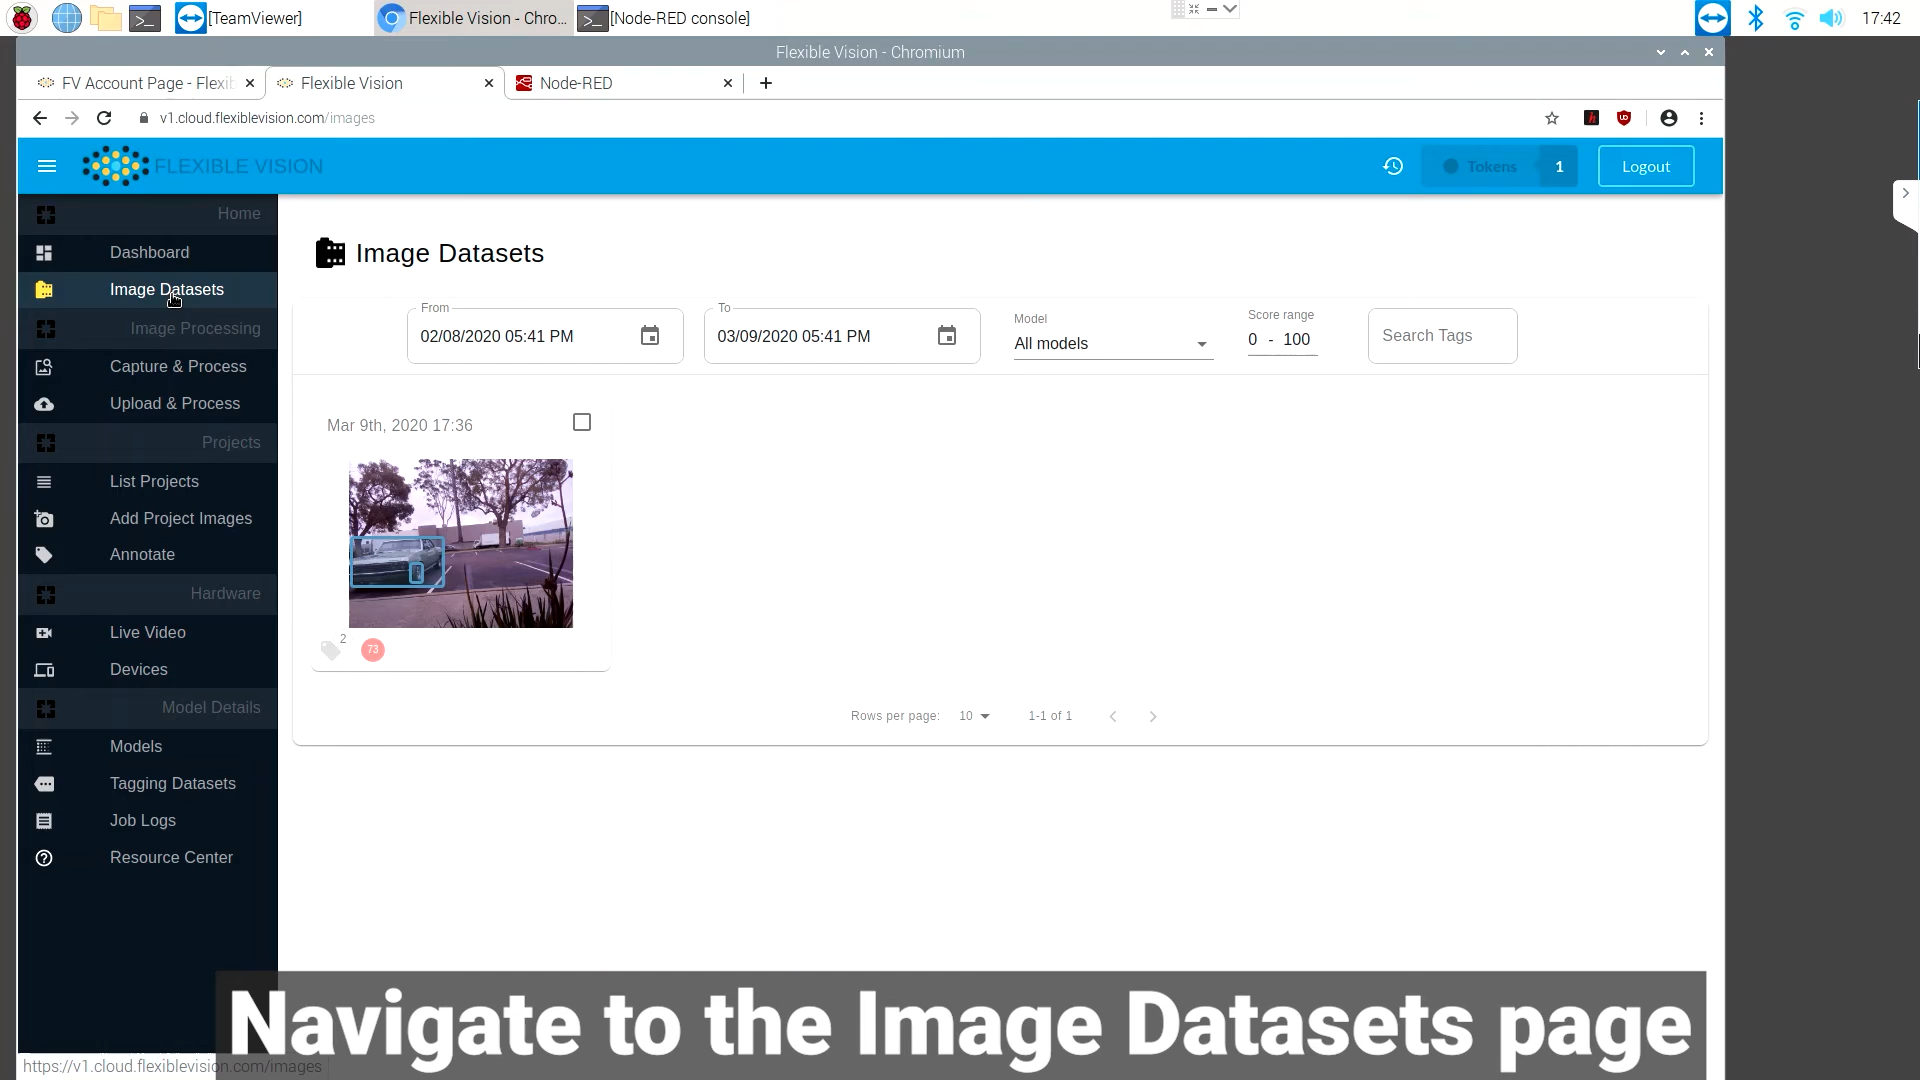 [TeamViewer]
Flexible Vision - Chro...
[Node-RED console]
17:42
Flexible Vision - Chromium
FV Account Page - Flexib
Flexible Vision
Node-RED
v1.cloud.flexiblevision.com/images
FLEXIBLE VISION
Tokens
1
Logout
Home
Dashboard
Image Datasets
Image Processing
Capture & Process
Upload & Process
Projects
List Projects
Add Project Images
Annotate
Hardware
Live Video
Devices
Model Details
Models
Tagging Datasets
Job Logs
Resource Center
Image Datasets
From
02/08/2020 05:41 PM
To
03/09/2020 05:41 PM
Model
All models
Score range
0 - 100
Search Tags
Mar 9th, 2020 17:36
2
73
Rows per page: 10
1-1 of 1
Navigate to the Image Datasets page
https://v1.cloud.flexiblevision.com/images